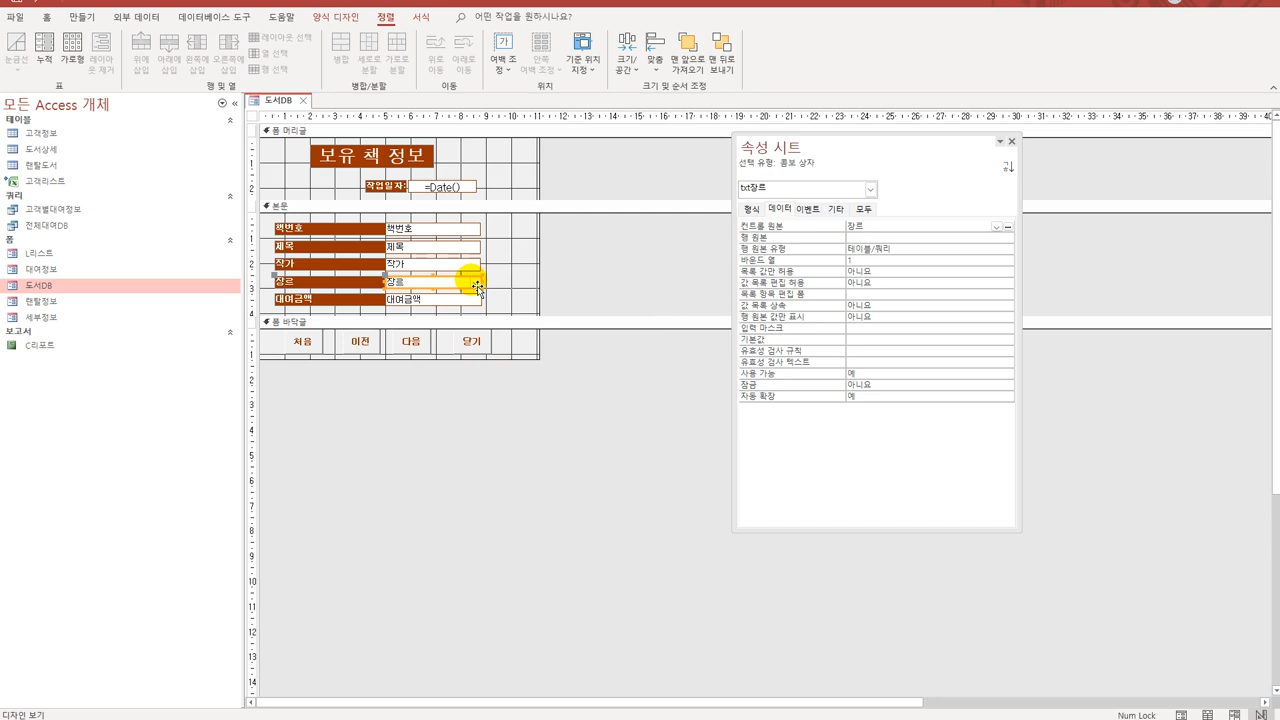 파일 홈 만들기 외부 데이터 데이터베이스 도구 도움말 양식 디자인 정렬 서식 어떤 작업을 원하시나요?
눈금선 누적 가로형 레이아웃 제거
표
위에 삽입 아래에 삽입 왼쪽에 삽입 오른쪽에 삽입 레이아웃 선택
열 선택
행 선택
행 및 열
병합 세로로 분할 가로로 분할
병합/분할
위로 이동 아래로 이동
이동
여백 조정 안쪽 여백 조정 기준 위치 지정
위치
크기/공간 맞춤 맨 앞으로 가져오기 맨 뒤로 보내기
크기 및 순서 조정
모든 Access 개체
테이블
고객정보
도서상세
랜탈도서
고객리스트
쿼리
고객별대여정보
전체대여DB
폼
L리스트
대여정보
도서DB
랜탈정보
세부정보
보고서
C리포트
도서DB
폼 머리글
보유 책 정보
작업일자: =Date()
본문
책번호 책번호
제목 제목
작가 작가
장르 장르
대여금액 대여금액
폼 바닥글
처음 이전 다음 닫기
속성 시트
선택 유형: 콤보 상자
txt장르
형식 데이터 이벤트 기타 모두
컨트롤 원본 장르
행 원본
행 원본 유형 테이블/쿼리
바운드 열 1
목록 값만 허용 아니요
값 목록 편집 허용 아니요
목록 항목 편집 폼
값 목록 상속 아니요
행 원본 값만 표시 아니요
입력 마스크
기본값
유효성 검사 규칙
유효성 검사 텍스트
사용 가능 예
잠금 아니요
자동 확장 예
디자인 보기 Num Lock